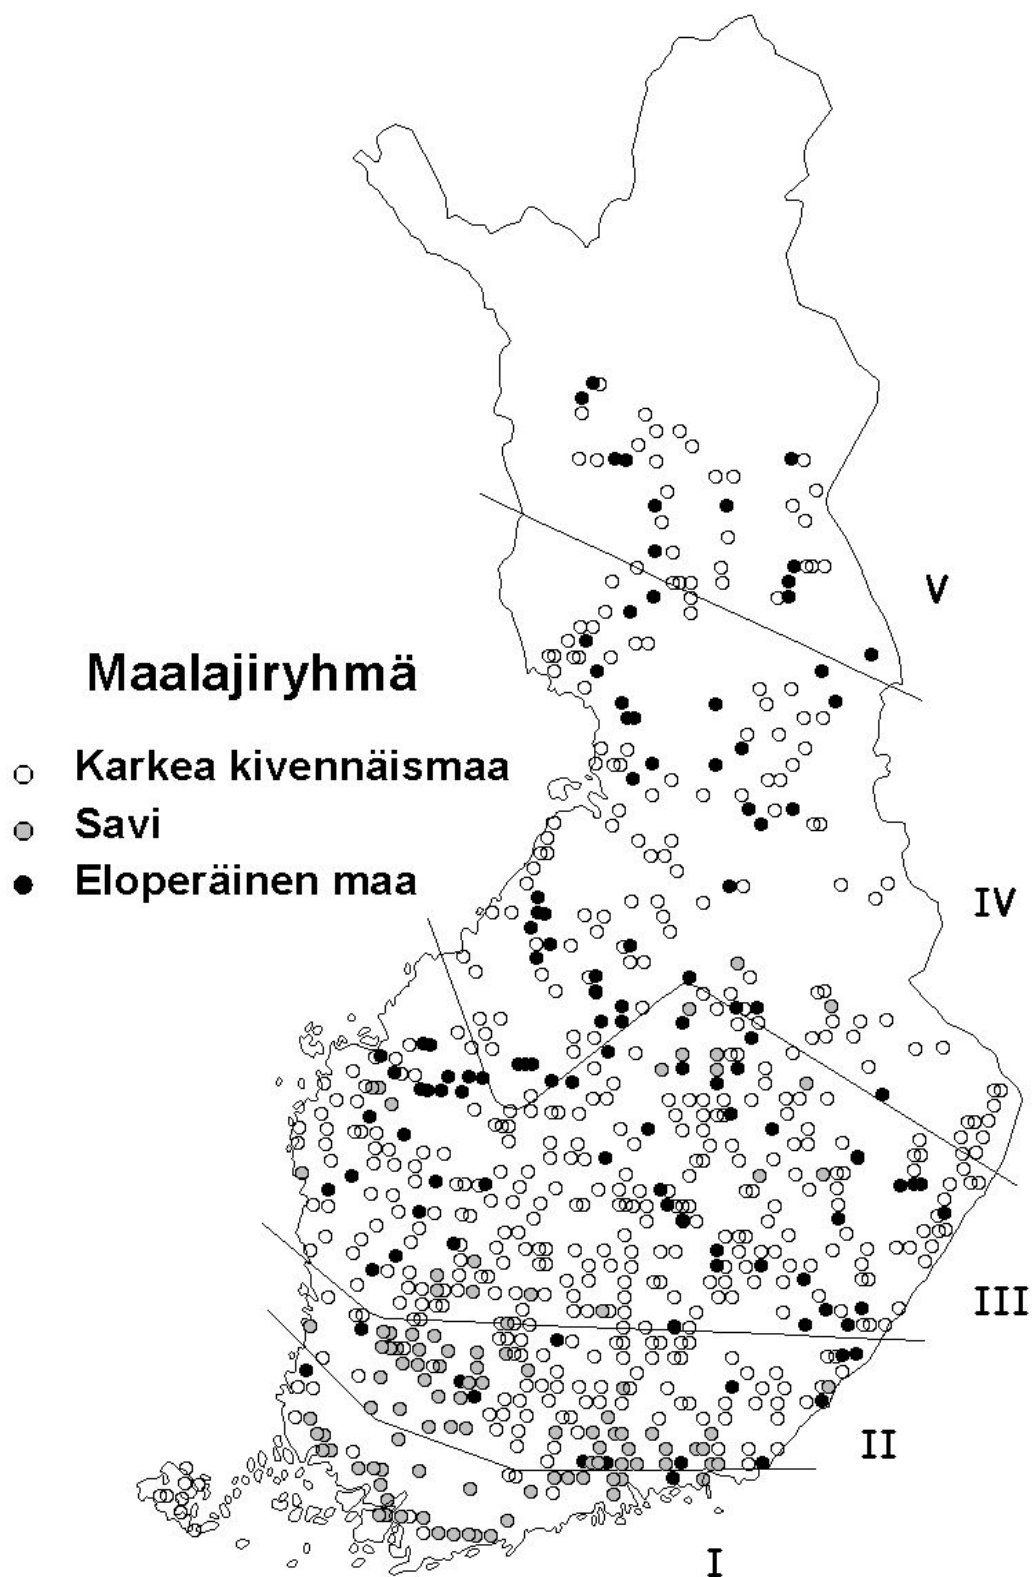 V
Maalajiryhmä
Karkea kivennäismaa
Savi
Eloperäinen maa
IV
III
II
I